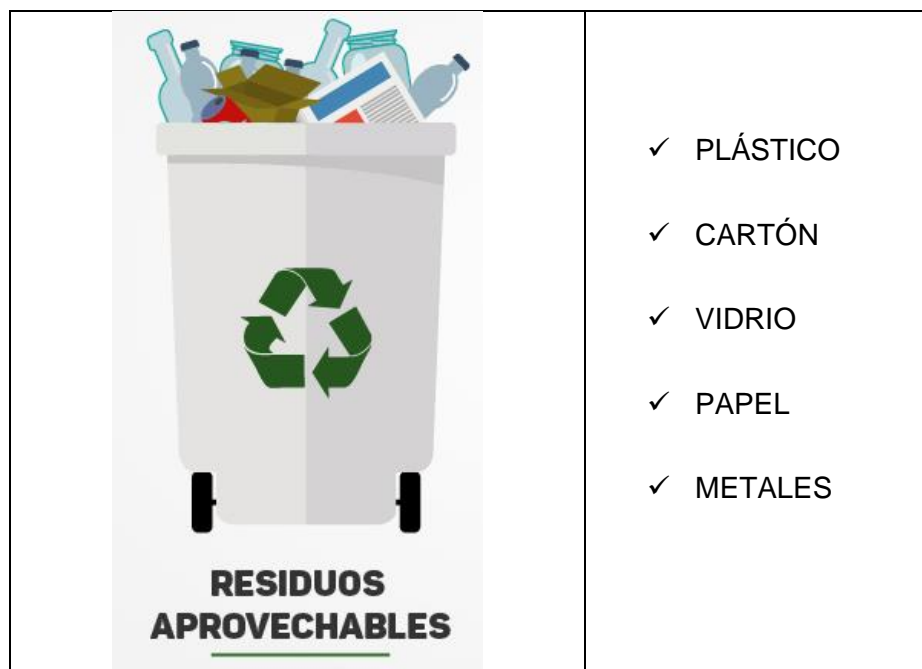 ✓ PLÁSTICO
✓ CARTÓN
✓ VIDRIO
✓ PAPEL
✓ METALES
RESIDUOS
APROVECHABLES